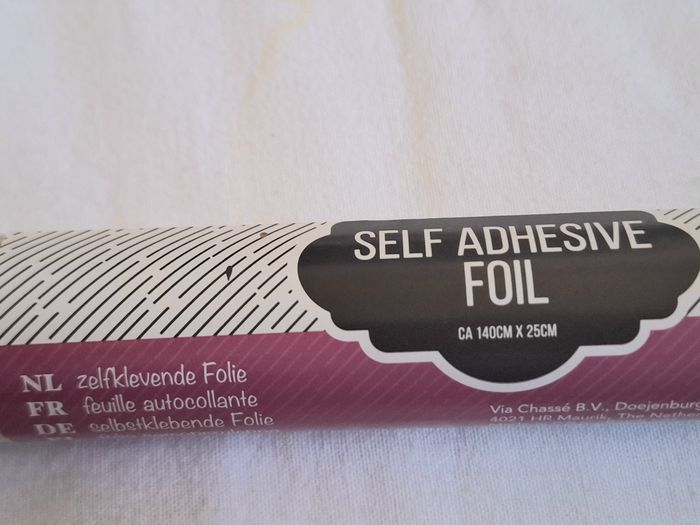 SELF ADHESIVE
FOIL
CA 140CM X 25CM
NL zelfklevende Folie
FR feuille autocollante
DE selbstklebende Folie
Via Chassé B.V., Doejenburg
4021 HR Maurik, The Nether